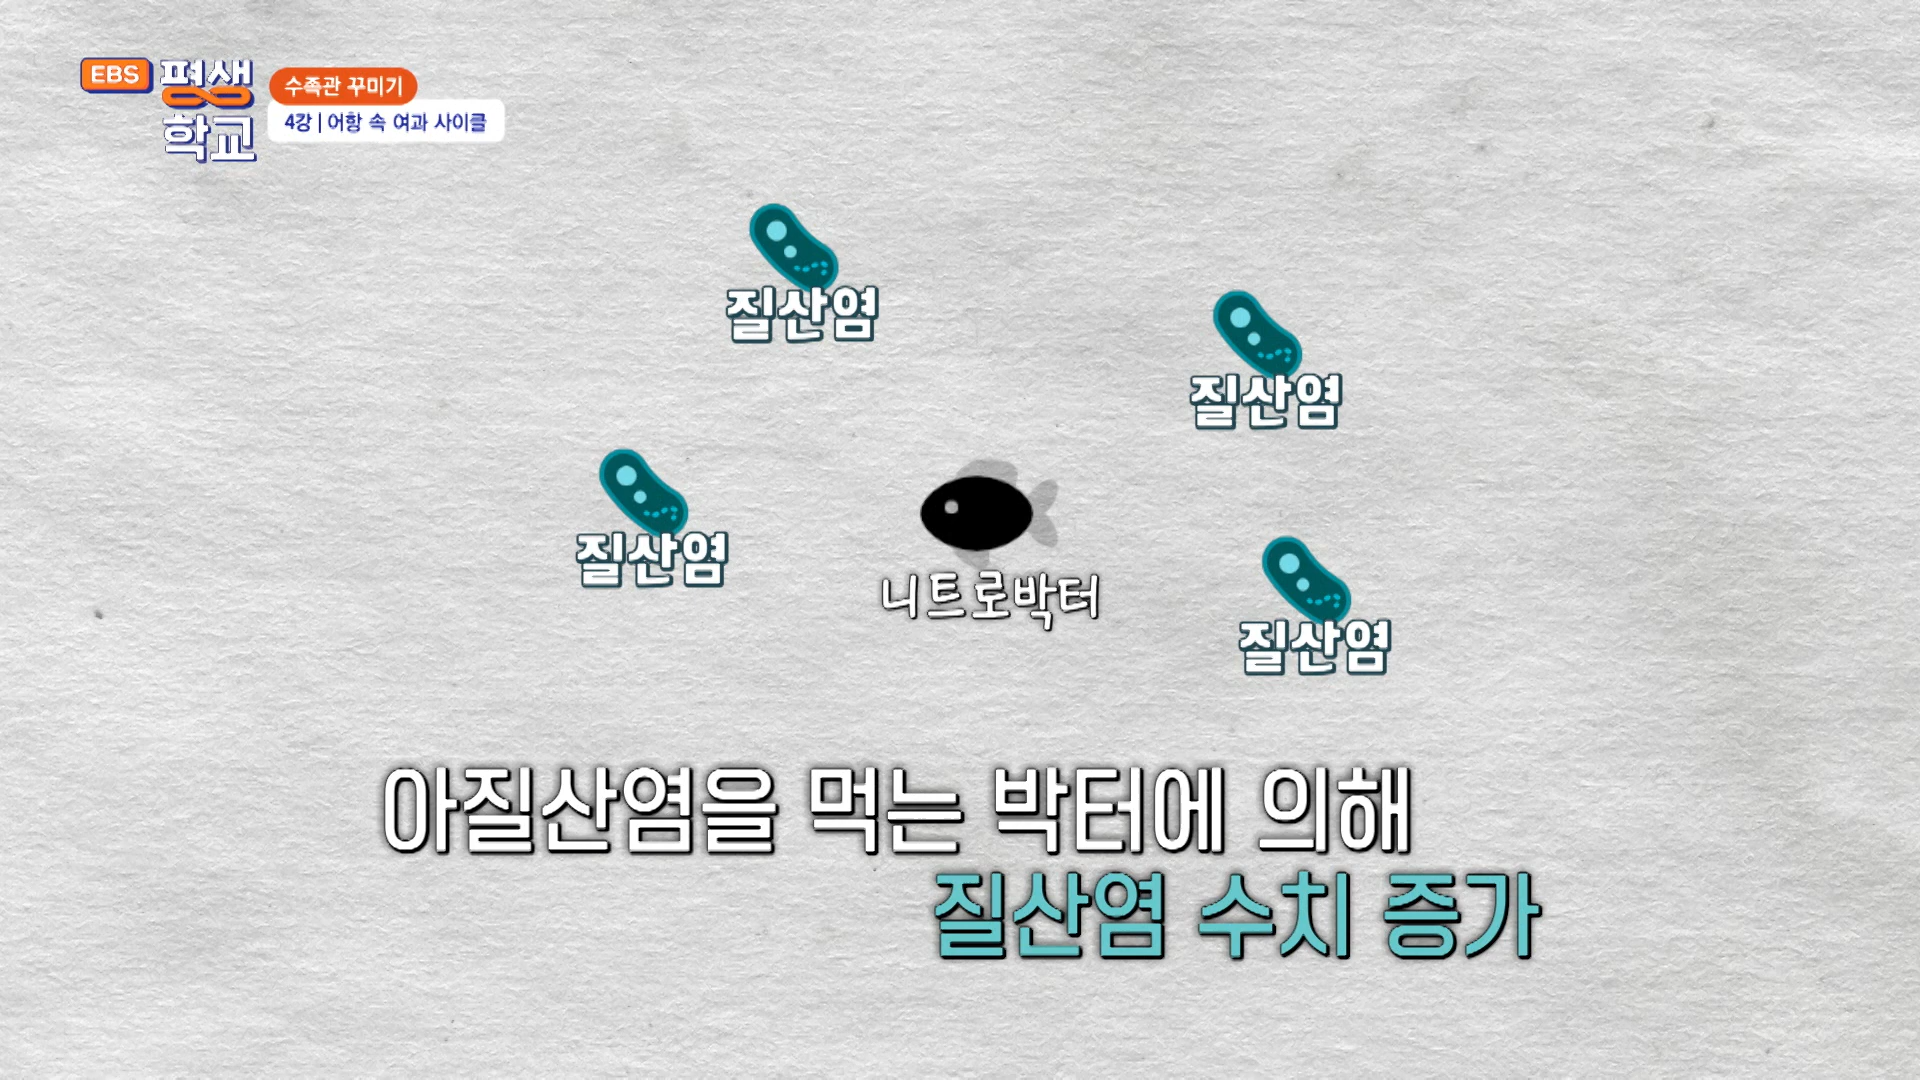 EBS 평생
학교
수족관 꾸미기
4강 | 어항 속 여과 사이클
질산염
질산염
질산염
니트로박터
질산염
아질산염을 먹는 박터에 의해
질산염 수치 증가